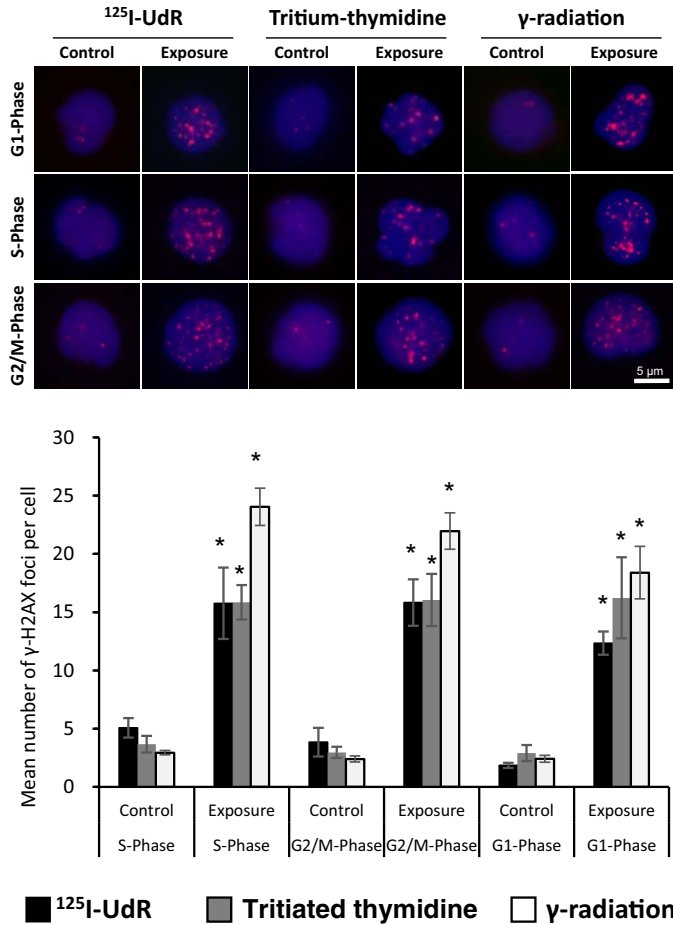 ¹²⁵I-UdR Tritium-thymidine γ-radiation
Control Exposure Control Exposure Control Exposure
G1-Phase
S-Phase
G2/M-Phase
5 µm
Mean number of γ-H2AX foci per cell
30
25
20
15
10
5
0
* * * * * * * * *
Control Exposure Control Exposure Control Exposure
S-Phase S-Phase G2/M-Phase G2/M-Phase G1-Phase G1-Phase
¹²⁵I-UdR Tritiated thymidine γ-radiation